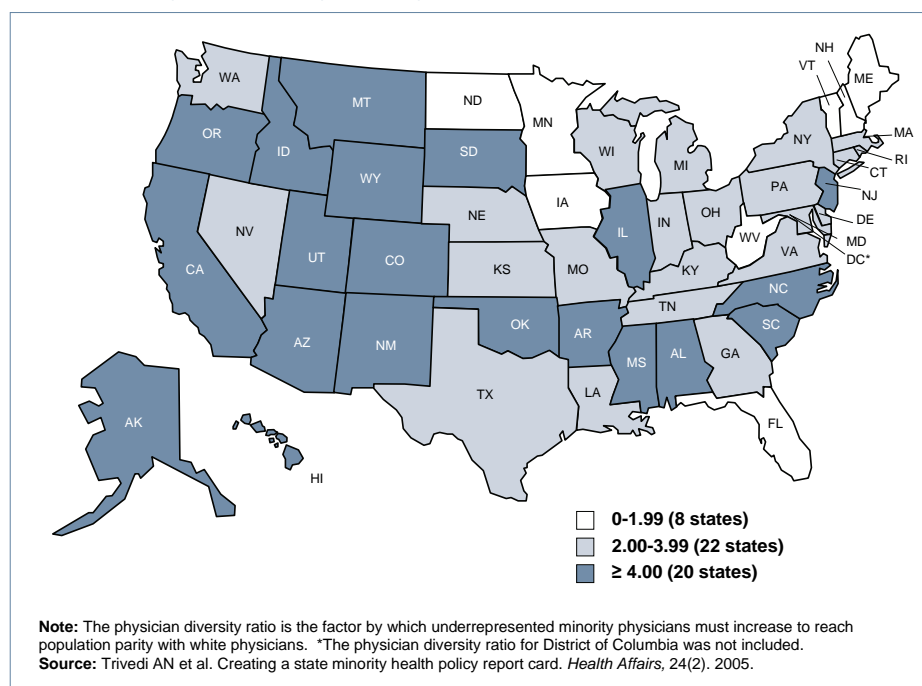 NH
VT
ME
WA
MT
ND
MN
OR
ID
SD
WI
MI
NY
MA
RI
CT
WY
IA
PA
NJ
NE
IL
IN
OH
DE
NV
WV
MD
UT
CO
KS
MO
KY
VA
DC*
CA
TN
NC
OK
AR
SC
AZ
NM
MS
AL
GA
TX
LA
FL
AK
HI
0-1.99 (8 states)
2.00-3.99 (22 states)
≥ 4.00 (20 states)
Note: The physician diversity ratio is the factor by which underrepresented minority physicians must increase to reach
population parity with white physicians. *The physician diversity ratio for District of Columbia was not included.
Source: Trivedi AN et al. Creating a state minority health policy report card. Health Affairs, 24(2). 2005.